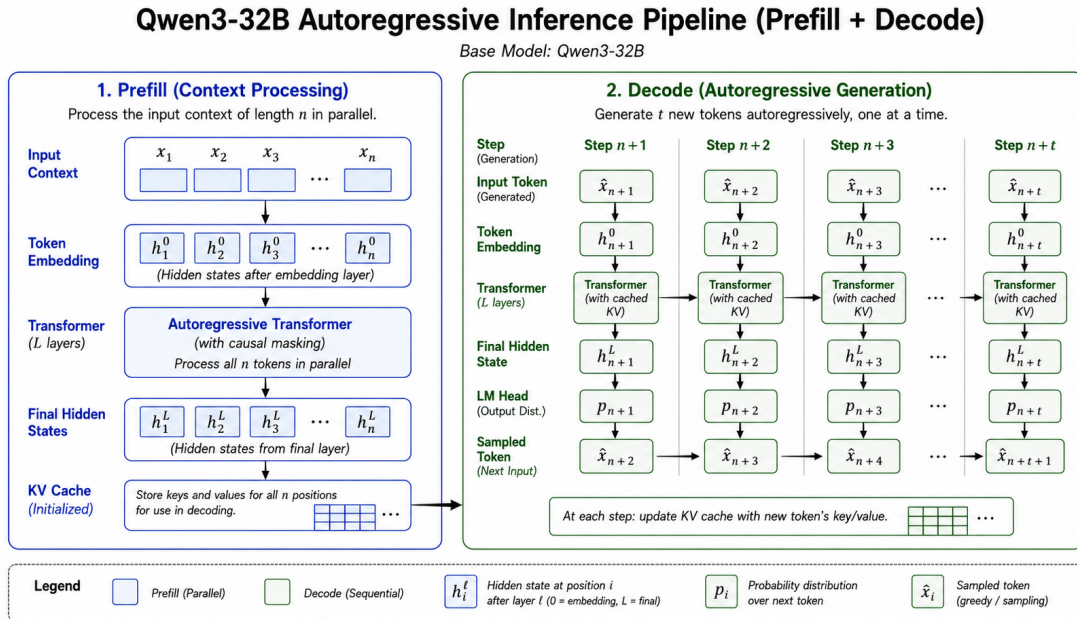 Qwen3-32B Autoregressive Inference Pipeline (Prefill + Decode)
Base Model: Qwen3-32B
1. Prefill (Context Processing)
Process the input context of length n in parallel.
Input
Context
x₁ x₂ x₃ xₙ
...
Token
Embedding
h₁⁰ h₂⁰ h₃⁰ ... hₙ⁰
(Hidden states after embedding layer)
Transformer
(L layers)
Autoregressive Transformer
(with causal masking)
Process all n tokens in parallel
Final Hidden
States
h₁ᴸ h₂ᴸ h₃ᴸ ... hₙᴸ
(Hidden states from final layer)
KV Cache
(Initialized)
Store keys and values for all n positions
for use in decoding.
...
2. Decode (Autoregressive Generation)
Generate t new tokens autoregressively, one at a time.
Step
(Generation)
Step n+1 Step n+2 Step n+3 Step n+t
Input Token
(Generated)
x̂ₙ₊₁ x̂ₙ₊₂ x̂ₙ₊₃ ... x̂ₙ₊ₜ
Token
Embedding
h⁰ₙ₊₁ h⁰ₙ₊₂ h⁰ₙ₊₃ ... h⁰ₙ₊ₜ
Transformer
(L layers)
Transformer Transformer Transformer Transformer
(with cached (with cached (with cached ... (with cached
KV) KV) KV) KV)
Final Hidden
State
hᴸₙ₊₁ hᴸₙ₊₂ hᴸₙ₊₃ ... hᴸₙ₊ₜ
LM Head
(Output Dist.)
pₙ₊₁ pₙ₊₂ pₙ₊₃ ... pₙ₊ₜ
Sampled
Token
(Next Input)
x̂ₙ₊₂ x̂ₙ₊₃ x̂ₙ₊₄ ... x̂ₙ₊ₜ₊₁
At each step: update KV cache with new token's key/value. ...
Legend
Prefill (Parallel)
Decode (Sequential)
hᵢ^ℓ
Hidden state at position i
after layer ℓ (0 = embedding, L = final)
pᵢ
Probability distribution
over next token
x̂ᵢ
Sampled token
(greedy / sampling)